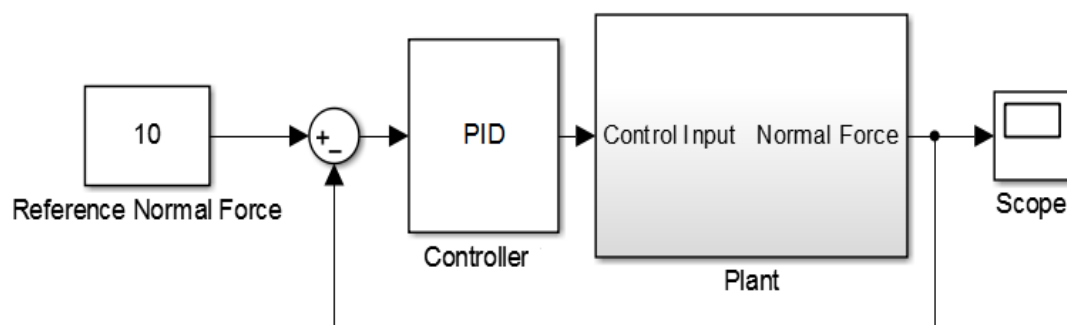 10
Reference Normal Force
+
−
PID
Controller
Control Input Normal Force
Plant
Scope